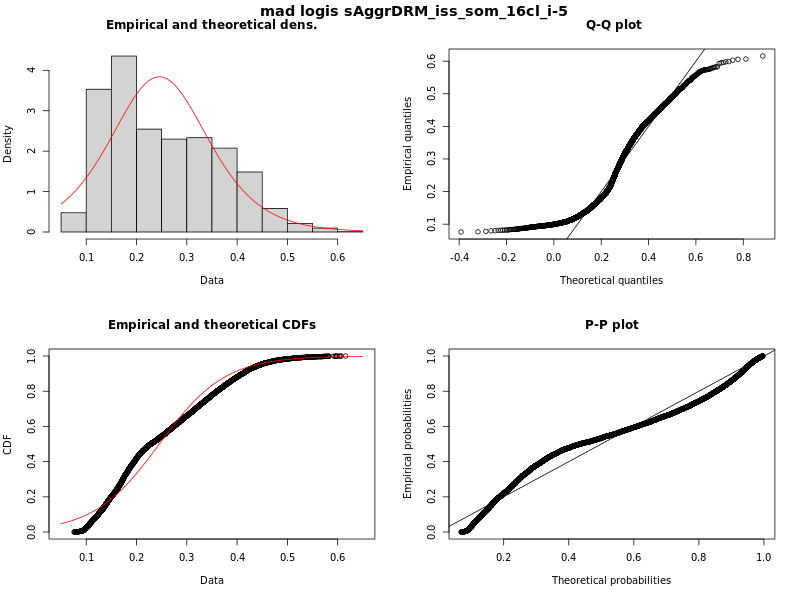 mad logis sAggrDRM_iss_som_16cl_i-5
Empirical and theoretical dens.
Density
0 1 2 3 4
0.1 0.2 0.3 0.4 0.5 0.6
Data
Q-Q plot
Empirical quantiles
0.1 0.2 0.3 0.4 0.5 0.6
-0.4 -0.2 0.0 0.2 0.4 0.6 0.8
Theoretical quantiles
Empirical and theoretical CDFs
CDF
0.0 0.2 0.4 0.6 0.8 1.0
0.1 0.2 0.3 0.4 0.5 0.6
Data
P-P plot
Empirical probabilities
0.0 0.2 0.4 0.6 0.8 1.0
0.2 0.4 0.6 0.8 1.0
Theoretical probabilities